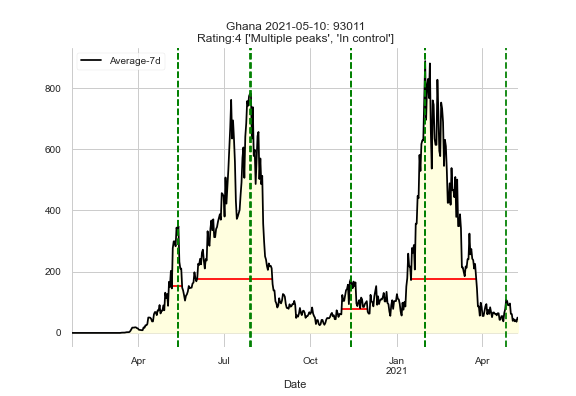 Ghana 2021-05-10: 93011
Rating:4 ['Multiple peaks', 'In control']
Average-7d
800
600
400
200
0
Apr Jul Oct Jan Apr
2021
Date